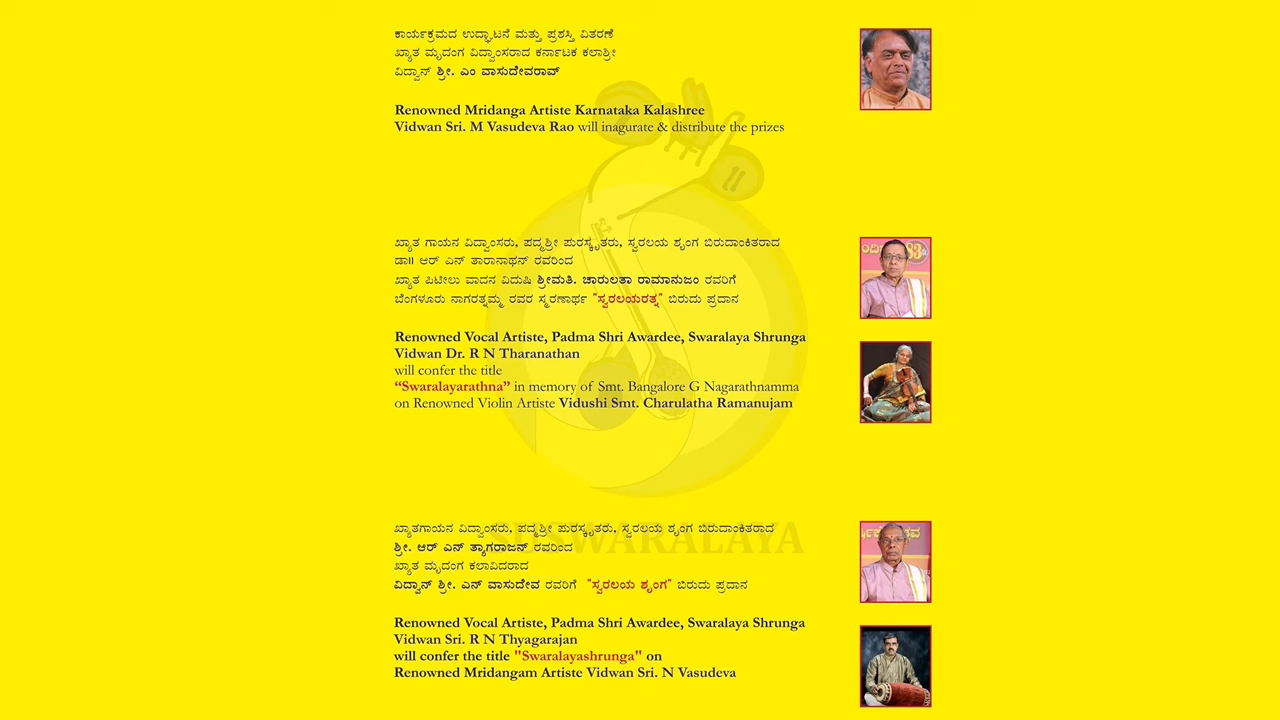 ಕಾರ್ಯಕ್ರಮದ ಉದ್ಘಾಟನೆ ಮತ್ತು ಪ್ರಶಸ್ತಿ ವಿತರಣೆ
ಖ್ಯಾತ ಮೃದಂಗ ವಿದ್ವಾಂಸರಾದ ಕರ್ನಾಟಕ ಕಲಾಶ್ರೀ
ವಿದ್ವಾನ್ ಶ್ರೀ. ಎಂ ವಾಸುದೇವರಾವ್
Renowned Mridanga Artiste Karnataka Kalashree
Vidwan Sri. M Vasudeva Rao will inagurate & distribute the prizes
ಖ್ಯಾತ ಗಾಯನ ವಿದ್ವಾಂಸರು, ಪದ್ಮಶ್ರೀ ಪುರಸ್ಕೃತರು, ಸ್ವರಲಯ ಶೃಂಗ ಬಿರುದಾಂಕಿತರಾದ
ಡಾ॥ ಆರ್ ಎನ್ ತಾರಾನಾಥನ್ ರವರಿಂದ
ಖ್ಯಾತ ಪಿಟೀಲು ವಾದನ ವಿದುಷಿ ಶ್ರೀಮತಿ. ಚಾರುಲತಾ ರಾಮಾನುಜಂ ರವರಿಗೆ
ಬೆಂಗಳೂರು ನಾಗರತ್ನಮ್ಮ ರವರ ಸ್ಮರಣಾರ್ಥ "ಸ್ವರಲಯರತ್ನ" ಬಿರುದು ಪ್ರದಾನ
Renowned Vocal Artiste, Padma Shri Awardee, Swaralaya Shrunga
Vidwan Dr. R N Tharanathan
will confer the title
“Swaralayarathna” in memory of Smt. Bangalore G Nagarathnamma
on Renowned Violin Artiste Vidushi Smt. Charulatha Ramanujam
ಖ್ಯಾತಗಾಯನ ವಿದ್ವಾಂಸರು, ಪದ್ಮಶ್ರೀ ಪುರಸ್ಕೃತರು, ಸ್ವರಲಯ ಶೃಂಗ ಬಿರುದಾಂಕಿತರಾದ
ಶ್ರೀ. ಆರ್ ಎನ್ ತ್ಯಾಗರಾಜನ್ ರವರಿಂದ
SUSWARALAYA
ಖ್ಯಾತ ಮೃದಂಗ ಕಲಾವಿದರಾದ
ವಿದ್ವಾನ್ ಶ್ರೀ. ಎನ್ ವಾಸುದೇವ ರವರಿಗೆ "ಸ್ವರಲಯ ಶೃಂಗ" ಬಿರುದು ಪ್ರದಾನ
Renowned Vocal Artiste, Padma Shri Awardee, Swaralaya Shrunga
Vidwan Sri. R N Thyagarajan
will confer the title "Swaralayashrunga" on
Renowned Mridangam Artiste Vidwan Sri. N Vasudeva